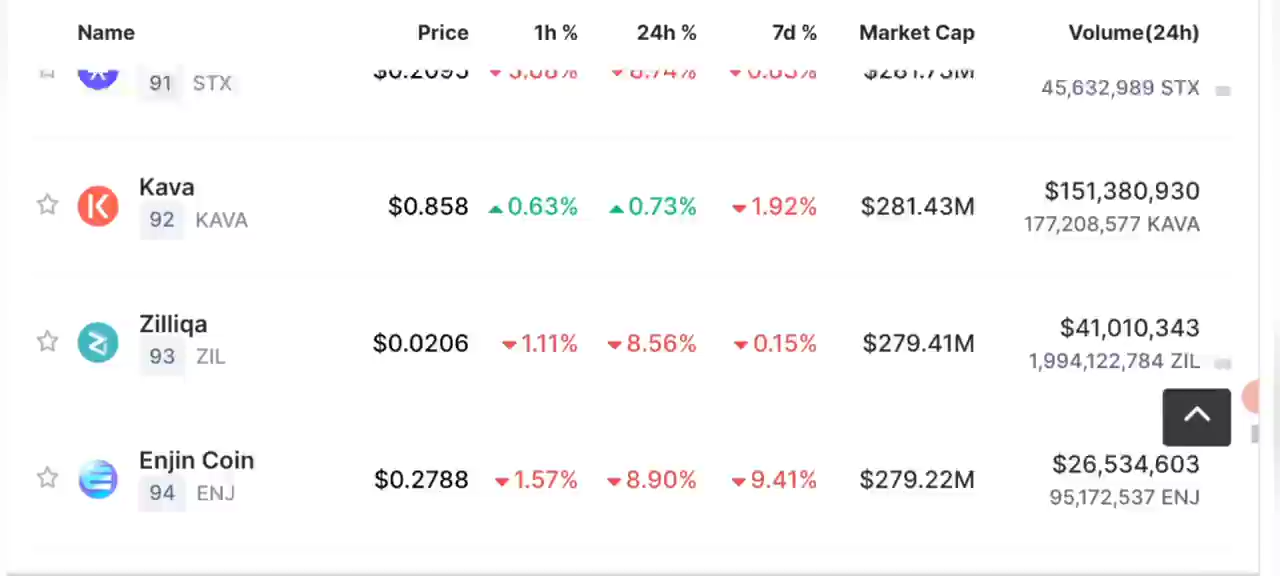 Name Price 1h % 24h % 7d % Market Cap Volume(24h)
91 STX 45,632,989 STX
Kava
92 KAVA $0.858 0.63% 0.73% 1.92% $281.43M $151,380,930
177,208,577 KAVA
Zilliqa
93 ZIL $0.0206 1.11% 8.56% 0.15% $279.41M $41,010,343
1,994,122,784 ZIL
Enjin Coin
94 ENJ $0.2788 1.57% 8.90% 9.41% $279.22M $26,534,603
95,172,537 ENJ